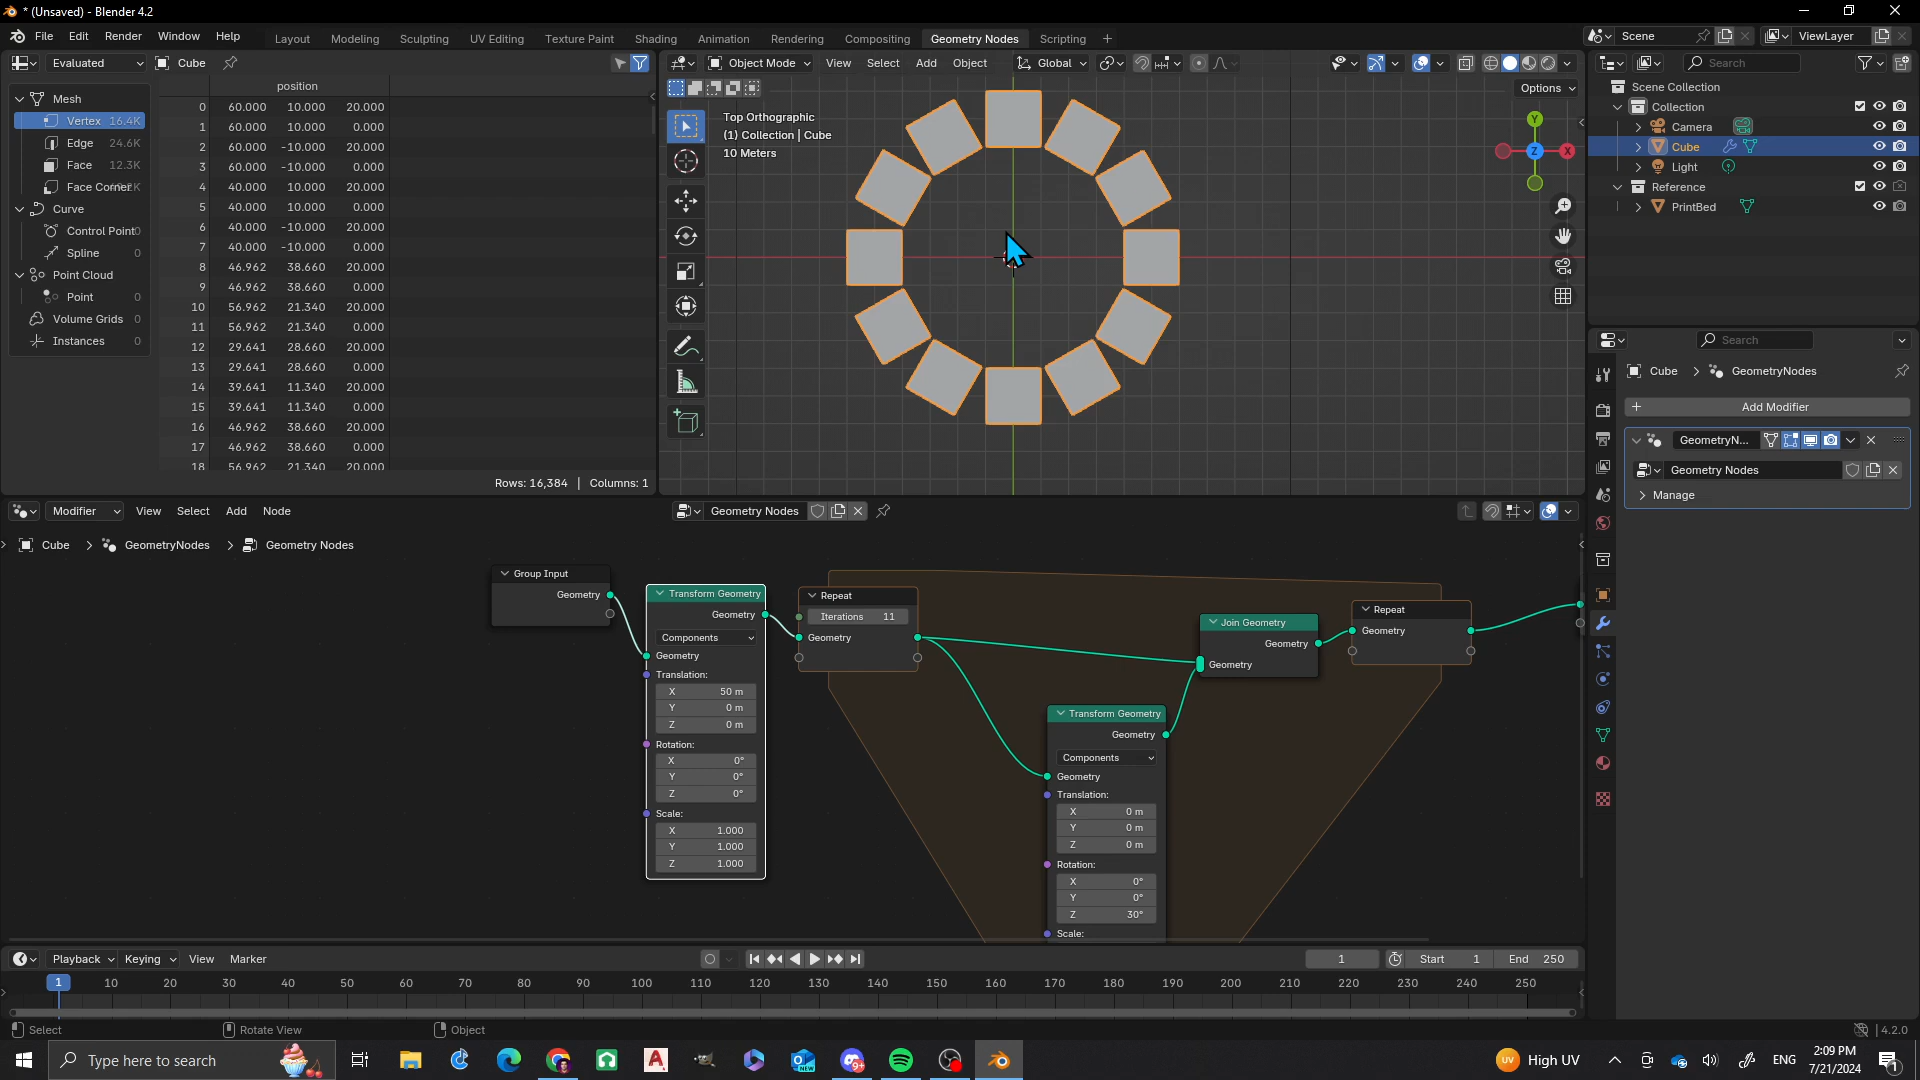 * (Unsaved) - Blender 4.2
File Edit Render Window Help
Layout Modeling Sculpting UV Editing Texture Paint Shading Animation Rendering Compositing Geometry Nodes Scripting +
Scene
ViewLayer
Evaluated Cube
position
Mesh
Vertex 16.4K
Edge 24.6K
Face 12.3K
Face Corner
Curve
Control Point 0
Spline 0
Point Cloud
Point 0
Volume Grids 0
Instances 0
0 60.000 10.000 20.000
1 60.000 10.000 0.000
2 60.000 -10.000 20.000
3 60.000 -10.000 0.000
4 40.000 10.000 20.000
5 40.000 10.000 0.000
6 40.000 -10.000 20.000
7 40.000 -10.000 0.000
8 46.962 38.660 20.000
9 46.962 38.660 0.000
10 56.962 21.340 20.000
11 56.962 21.340 0.000
12 29.641 28.660 20.000
13 29.641 28.660 0.000
14 39.641 11.340 20.000
15 39.641 11.340 0.000
16 46.962 38.660 20.000
17 46.962 38.660 0.000
18 56.962 21.340 20.000
Rows: 16,384 | Columns: 1
Object Mode View Select Add Object Global
Options
Top Orthographic
(1) Collection | Cube
10 Meters
Y
Z
X
Search
Scene Collection
Collection
Camera
Cube
Light
Reference
PrintBed
Search
Cube > GeometryNodes
+ Add Modifier
GeometryN...
Geometry Nodes
Manage
Modifier View Select Add Node
Geometry Nodes
Cube > GeometryNodes > Geometry Nodes
Group Input
Geometry
Transform Geometry
Geometry
Components
Geometry
Translation:
X 50 m
Y 0 m
Z 0 m
Rotation:
X 0°
Y 0°
Z 0°
Scale:
X 1.000
Y 1.000
Z 1.000
Repeat
Iterations 11
Geometry
Transform Geometry
Geometry
Components
Geometry
Translation:
X 0 m
Y 0 m
Z 0 m
Rotation:
X 0°
Y 0°
Z 30°
Scale:
Join Geometry
Geometry
Geometry
Repeat
Geometry
Playback Keying View Marker
1
Start 1
End 250
1 10 20 30 40 50 60 70 80 90 100 110 120 130 140 150 160 170 180 190 200 210 220 230 240 250
Select Rotate View Object
4.2.0
Type here to search
9+
UV High UV
ENG
2:09 PM
7/21/2024
1